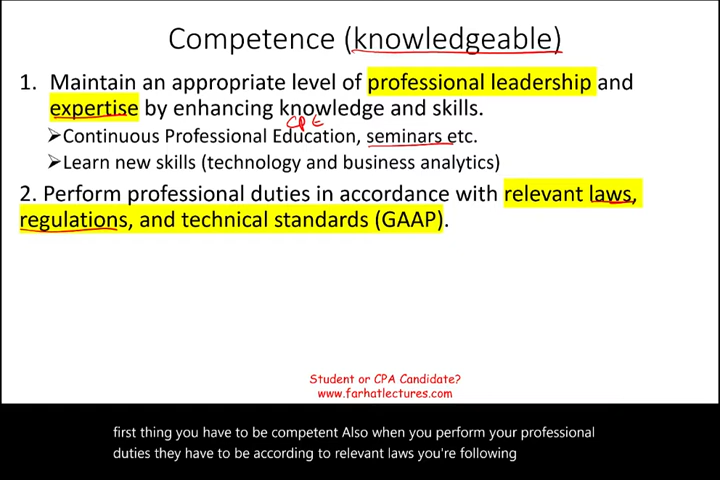 Competence (knowledgeable)
1. Maintain an appropriate level of professional leadership and
expertise by enhancing knowledge and skills.
CPE
➢Continuous Professional Education, seminars etc.
➢Learn new skills (technology and business analytics)
2. Perform professional duties in accordance with relevant laws,
regulations, and technical standards (GAAP).
Student or CPA Candidate?
www.farhatlectures.com
first thing you have to be competent Also when you perform your professional
duties they have to be according to relevant laws you're following